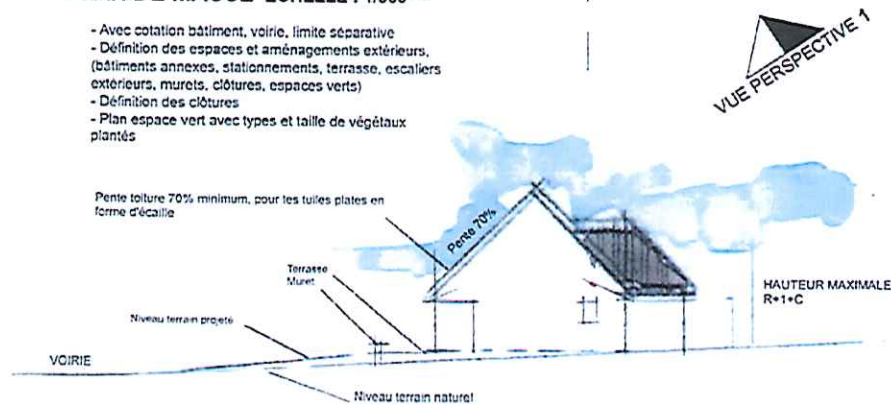 - Avec cotation bâtiment, voirie, limite séparative
- Définition des espaces et aménagements extérieurs,
(bâtiments annexes, stationnements, terrasse, escaliers
extérieurs, murets, clôtures, espaces verts)
- Définition des clôtures
- Plan espace vert avec types et taille de végétaux
plantés
VUE PERSPECTIVE 1
Pente toiture 70% minimum, pour les tuiles plates en
forme d'écaille
Pente 70%
Terrasse
Muret
HAUTEUR MAXIMALE
R+1+C
Niveau terrain projeté
VOIRIE
Niveau terrain naturel